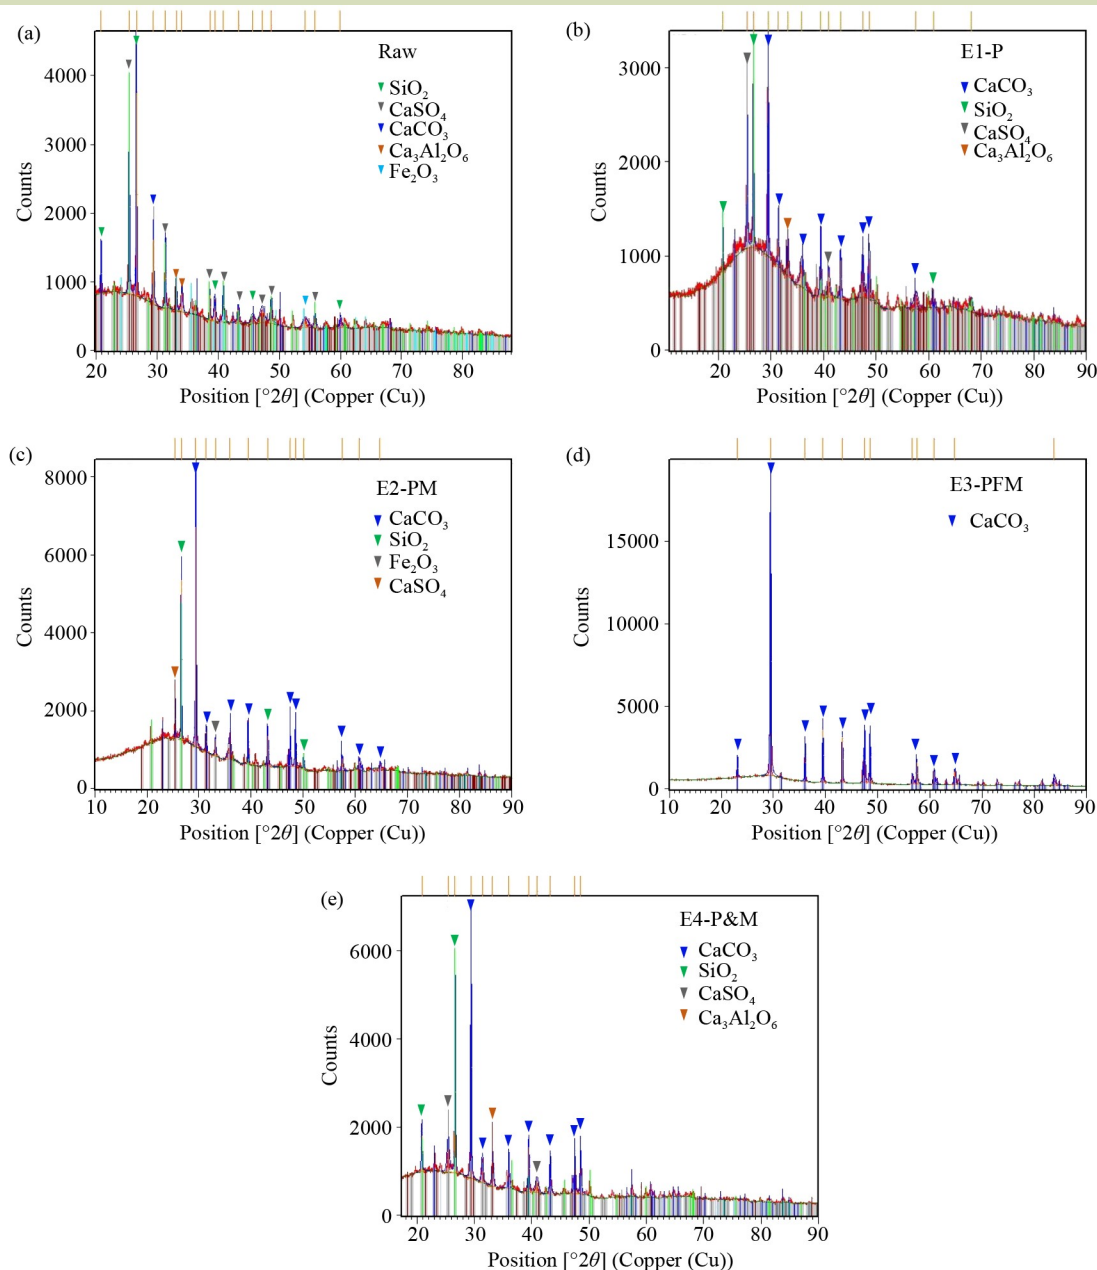 (a)
Raw
SiO₂
CaSO₄
CaCO₃
Ca₃Al₂O₆
Fe₂O₃
Counts
4000
3000
2000
1000
0
20 30 40 50 60 70 80
Position [°2θ] (Copper (Cu))
(b)
E1-P
CaCO₃
SiO₂
CaSO₄
Ca₃Al₂O₆
Counts
3000
2000
1000
0
20 30 40 50 60 70 80 90
Position [°2θ] (Copper (Cu))
(c)
E2-PM
CaCO₃
SiO₂
Fe₂O₃
CaSO₄
Counts
8000
6000
4000
2000
0
10 20 30 40 50 60 70 80 90
Position [°2θ] (Copper (Cu))
(d)
E3-PFM
CaCO₃
Counts
15000
10000
5000
0
10 20 30 40 50 60 70 80 90
Position [°2θ] (Copper (Cu))
(e)
E4-P&M
CaCO₃
SiO₂
CaSO₄
Ca₃Al₂O₆
Counts
6000
4000
2000
0
20 30 40 50 60 70 80 90
Position [°2θ] (Copper (Cu))